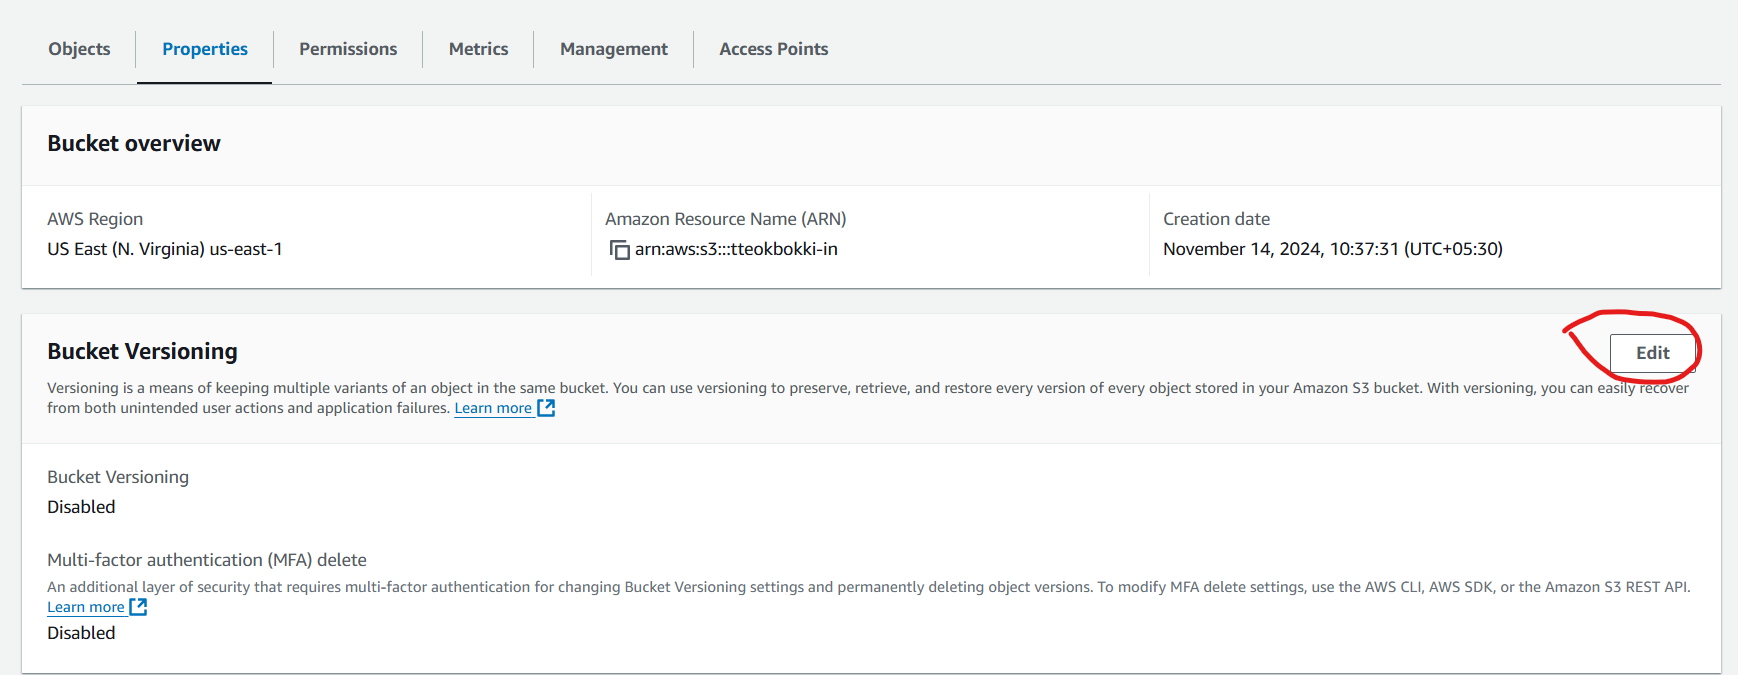 Objects Properties Permissions Metrics Management Access Points
Bucket overview
AWS Region
US East (N. Virginia) us-east-1
Amazon Resource Name (ARN)
arn:aws:s3:::tteokbokki-in
Creation date
November 14, 2024, 10:37:31 (UTC+05:30)
Bucket Versioning
Edit
Versioning is a means of keeping multiple variants of an object in the same bucket. You can use versioning to preserve, retrieve, and restore every version of every object stored in your Amazon S3 bucket. With versioning, you can easily recover
from both unintended user actions and application failures. Learn more
Bucket Versioning
Disabled
Multi-factor authentication (MFA) delete
An additional layer of security that requires multi-factor authentication for changing Bucket Versioning settings and permanently deleting object versions. To modify MFA delete settings, use the AWS CLI, AWS SDK, or the Amazon S3 REST API.
Learn more
Disabled